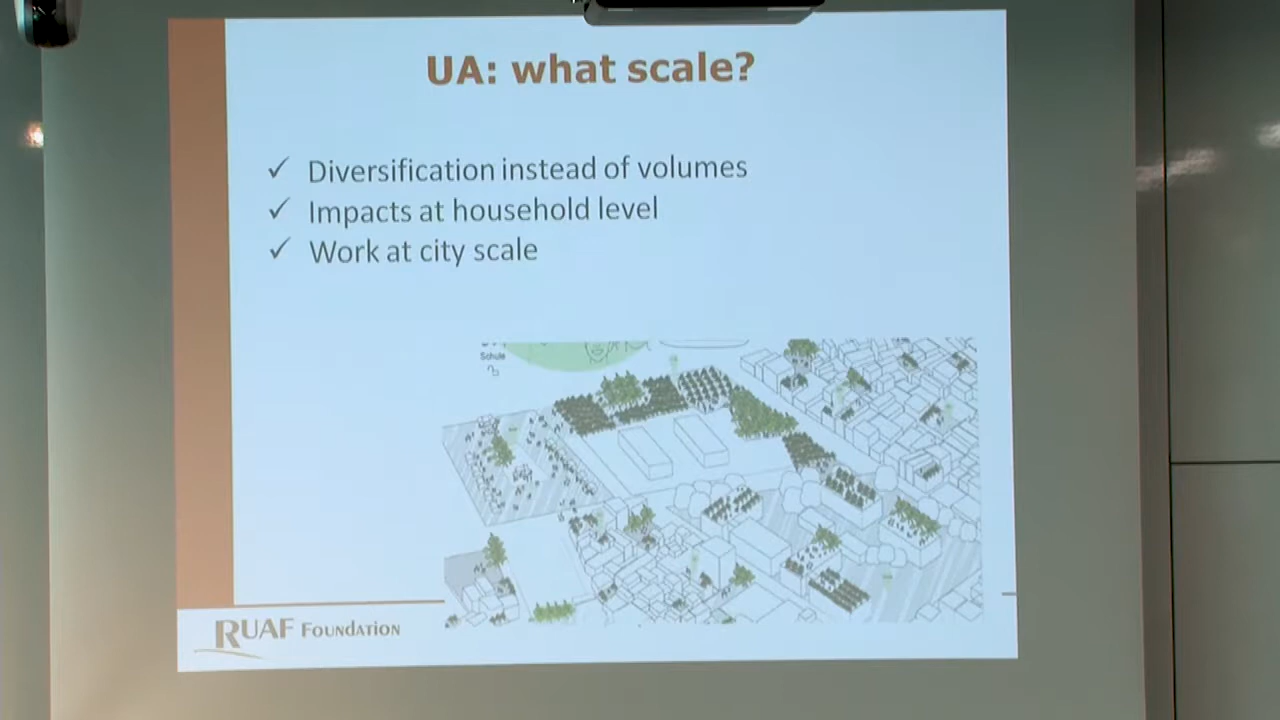 UA: what scale?
✓ Diversification instead of volumes
✓ Impacts at household level
✓ Work at city scale
Schule
RUAF FOUNDATION